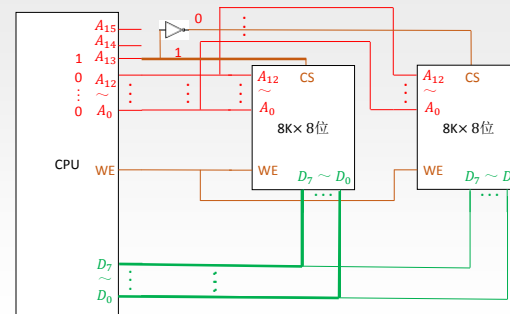 A₁₅
0
A₁₄
1
1 A₁₃
0 A₁₂
⋮ ~
0 A₀
CPU
WE
D₇
~
D₀
A₁₂ CS
~
A₀
8K× 8位
WE
D₇ ~ D₀
A₁₂ CS
~
A₀
8K× 8位
WE
D₇ ~ D₀